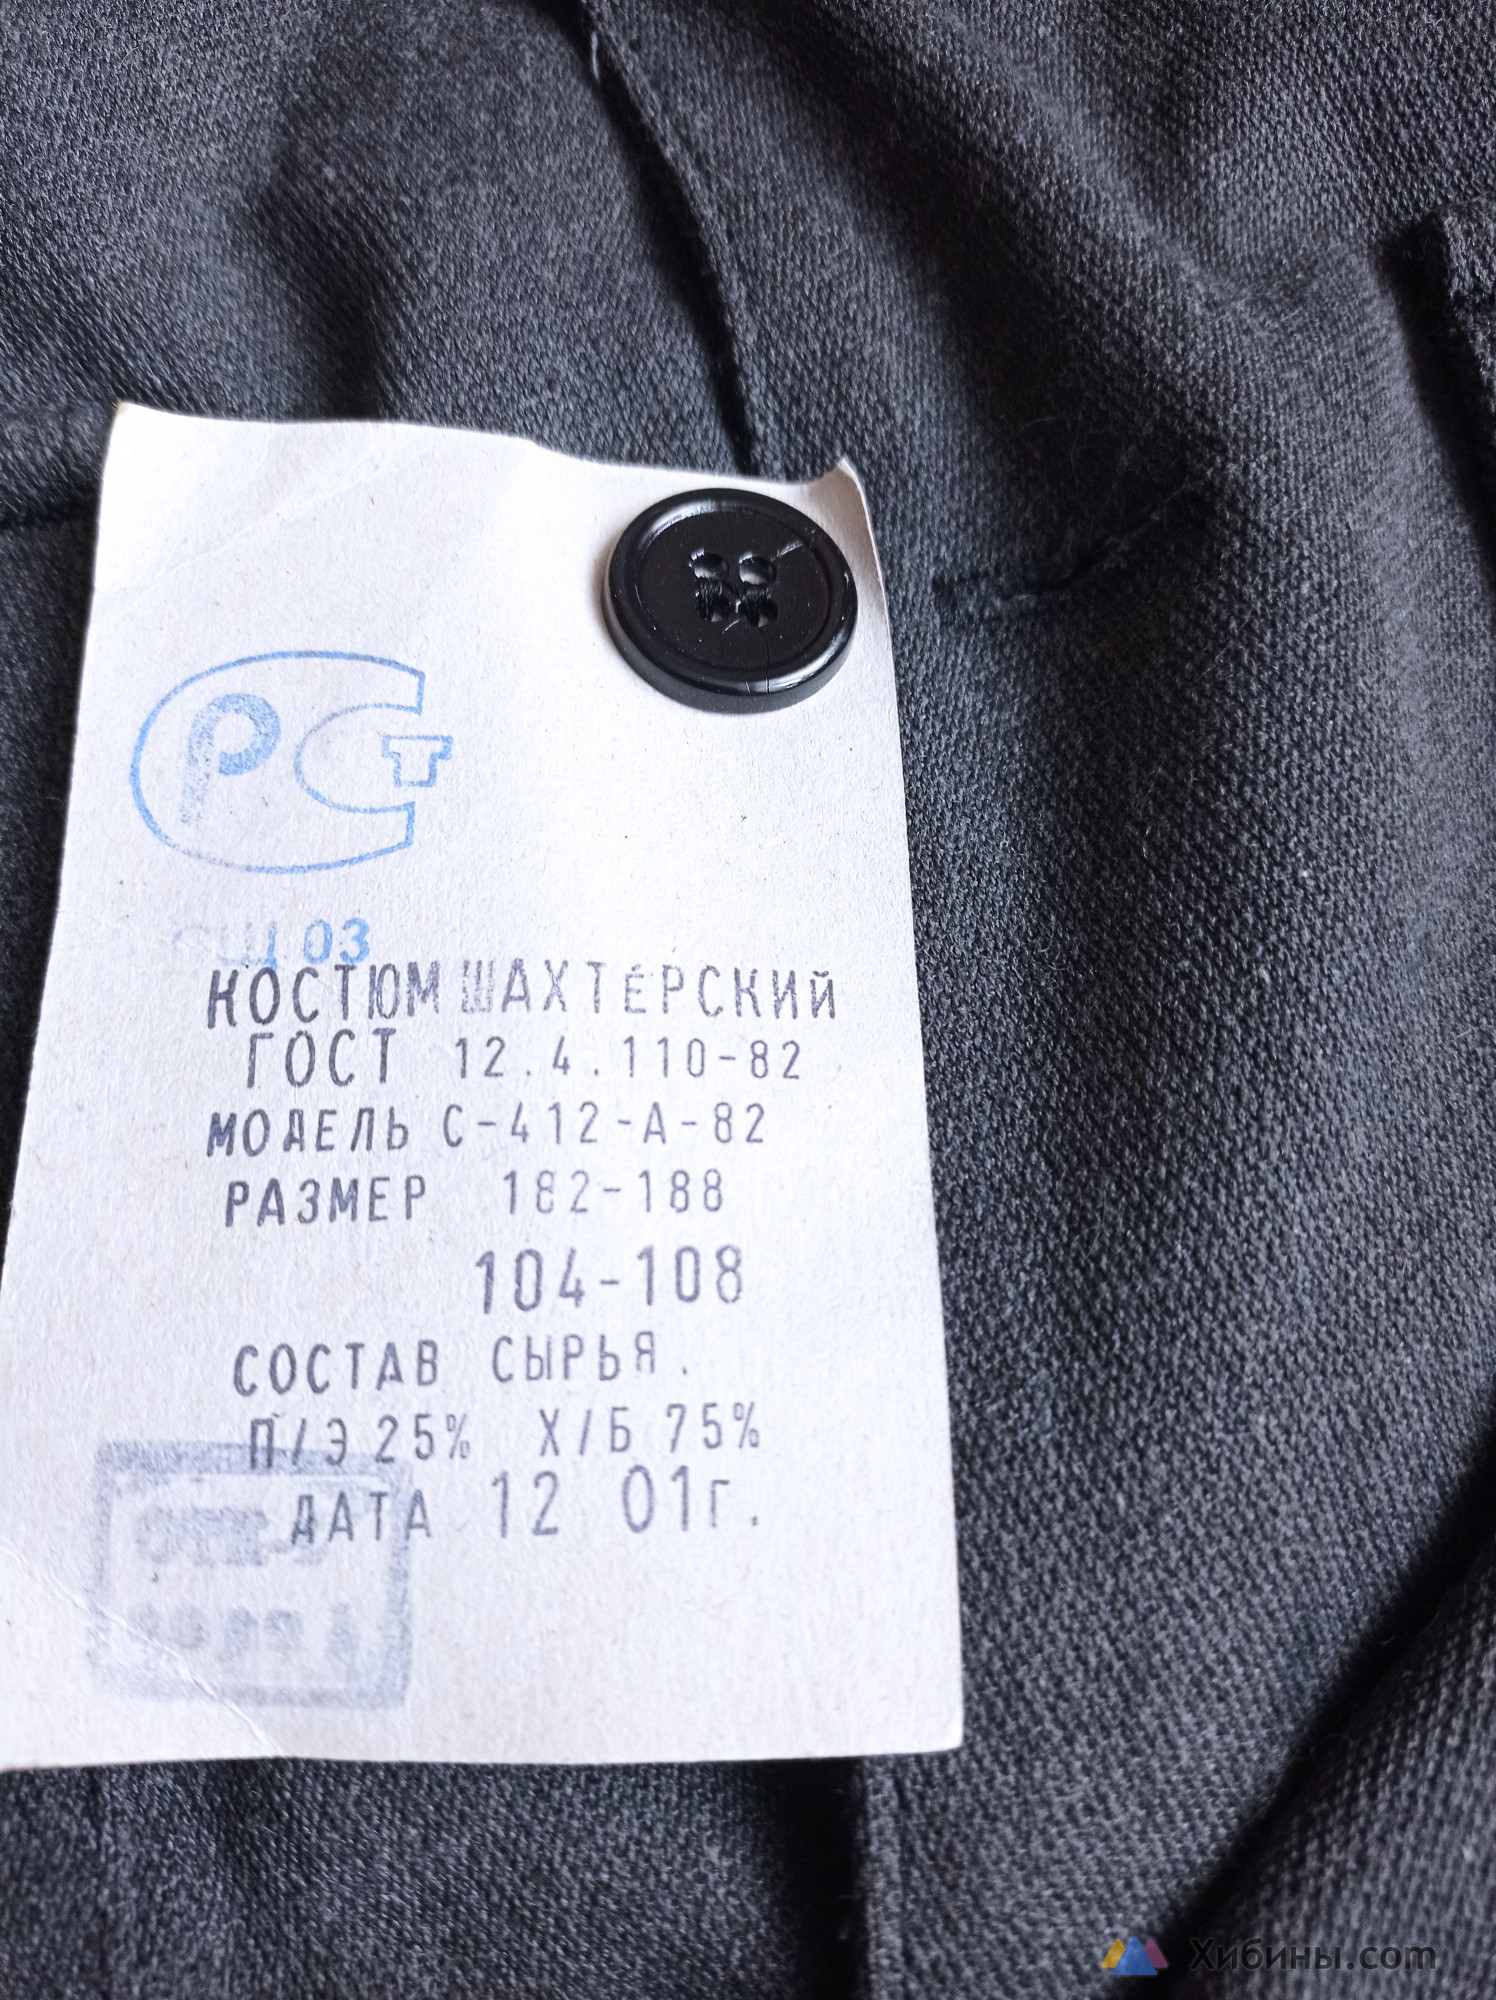 РСТ
03
КОСТЮМ ШАХТЕРСКИЙ
ГОСТ 12.4.110-82
МОДЕЛЬ С-412-А-82
РАЗМЕР 182-188
104-108
СОСТАВ СЫРЬЯ.
П/Э 25% Х/Б 75%
ДАТА 12 01г.
Хибины.com